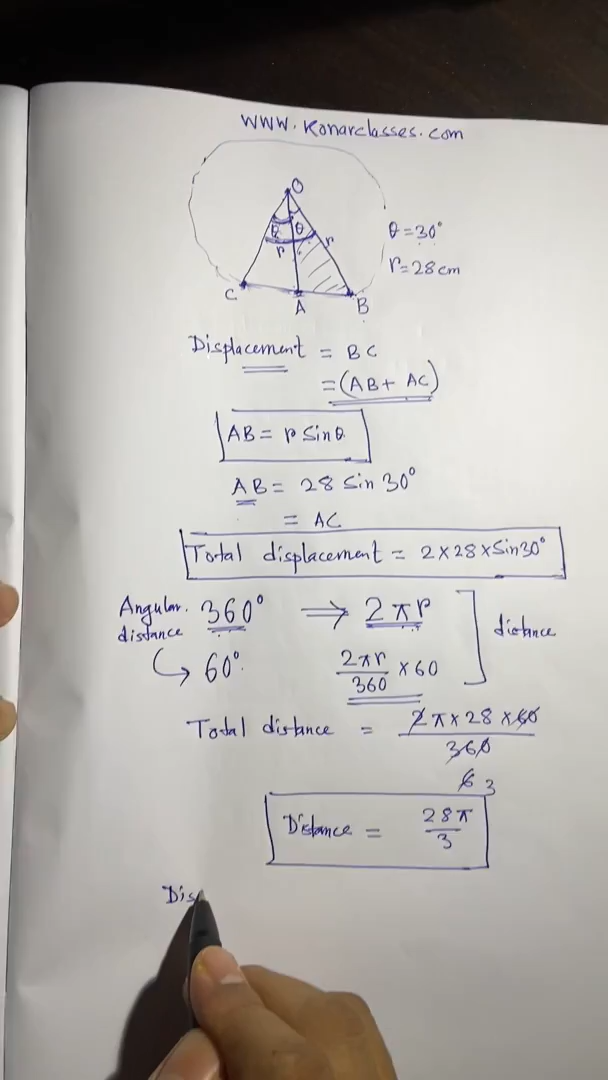 WWW. Konarclasses.com
O
θ θ
r r
C A B
θ = 30°
r = 28 cm
Displacement = BC
= (AB + AC)
AB = r Sinθ
AB = 28 Sin 30°
= AC
Total displacement = 2 × 28 × Sin30°
Angular distance 360° ⇒ 2πr
60° 2πr/360 × 60
distance
Total distance = 2π × 28 × 60 / 360
6 3
Distance = 28π/3
Dis